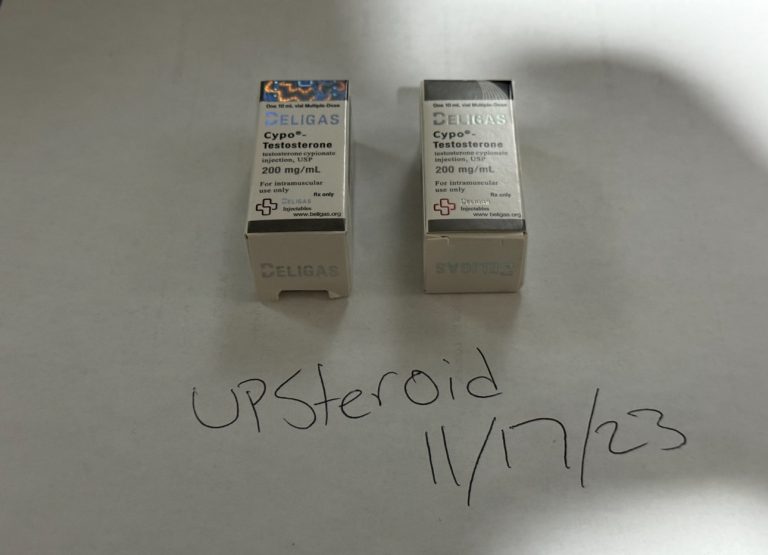 One 10 mL vial Multiple-Dose
BELIGAS
Cypo®-
Testosterone
testosterone cypionate
injection, USP
200 mg/mL
For intramuscular
use only
Rx only
BELIGAS
Injectables
www.beligas.org
BELIGAS
One 10 mL vial Multiple-Dose
BELIGAS
Cypo®-
Testosterone
testosterone cypionate
injection, USP
200 mg/mL
For intramuscular
use only
Rx only
BELIGAS
Injectables
www.beligas.org
BELIGAS
UPSteroid
11/17/23